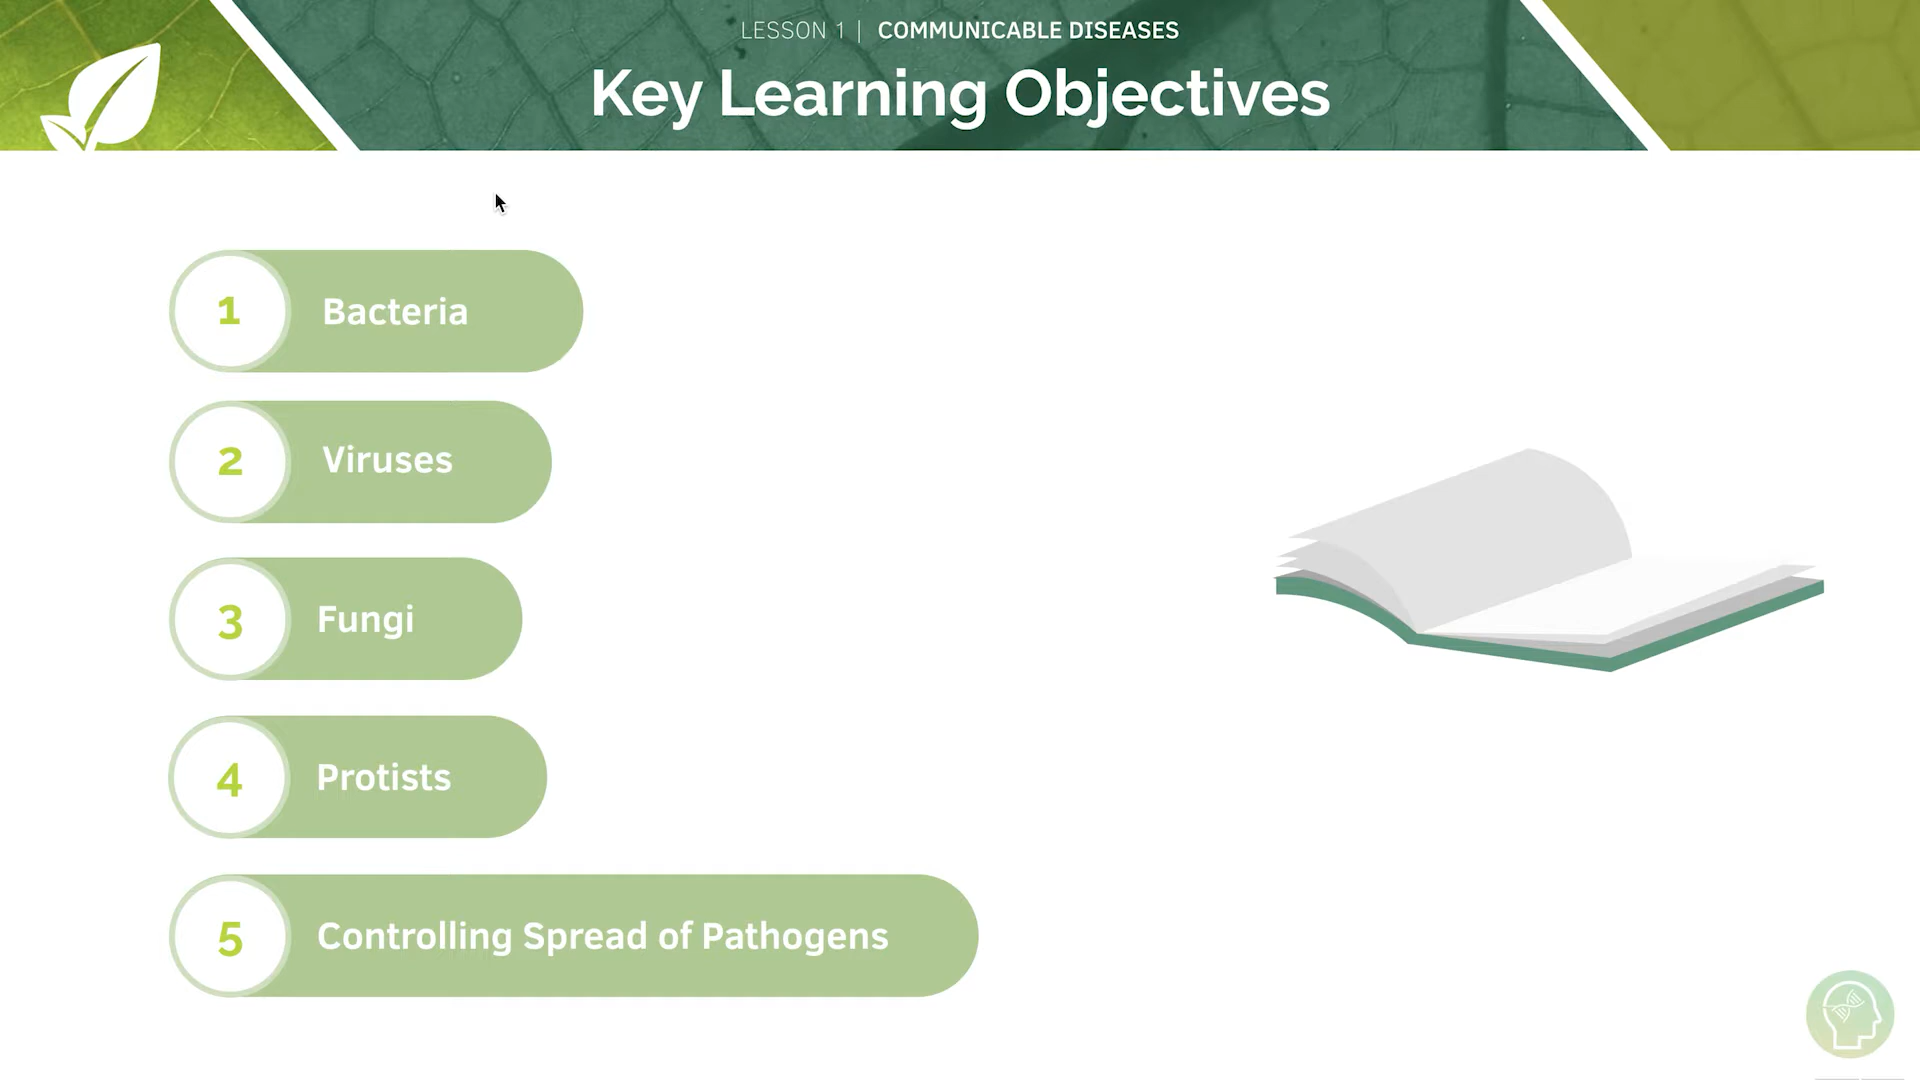 LESSON 1 | COMMUNICABLE DISEASES
Key Learning Objectives
1 Bacteria
2 Viruses
3 Fungi
4 Protists
5 Controlling Spread of Pathogens